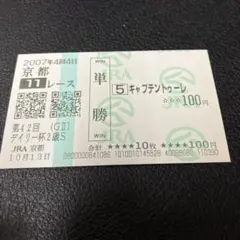 2007年4回4日
京都
11レース
WIN
単勝
WIN
5 キャプテントゥーレ
☆☆☆100円
第42回 (GII)
デイリー杯2歳S
JRA 京都
10月13日
合計 ★★★★10枚 ★★★★100円
JRA